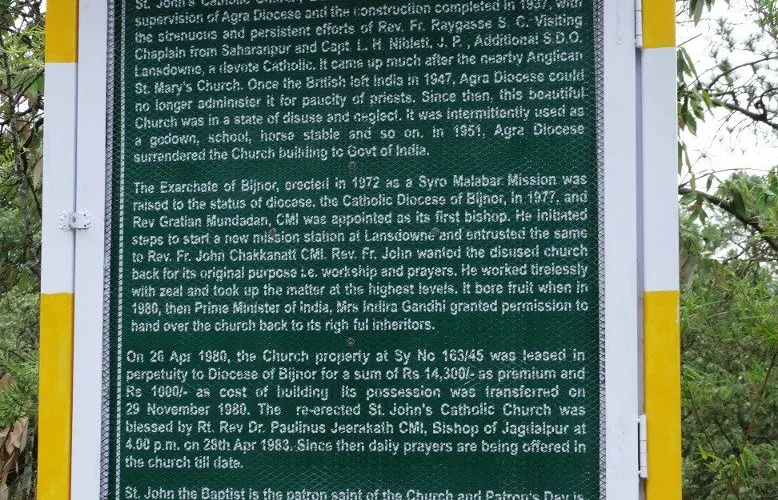 St. John's Catholic Church,
supervision of Agra Diocese and the construction completed in 1937, with
the strenuous and persistent efforts of Rev. Fr. Raygasse S. C. Visiting
Chaplain from Saharanpur and Capt. L. H. Niblett, J. P. , Additional S.D.O.
Lansdowne, a devote Catholic. It came up much after the nearby Anglican
St. Mary's Church. Once the British left India in 1947, Agra Diocese could
no longer administer it for paucity of priests. Since then, this beautiful
Church was in a state of disuse and neglect. It was intermittently used as
a godown, school, horse stable and so on. In 1951, Agra Diocese
surrendered the Church building to Govt of India.
The Exarchate of Bijnor, erected in 1972 as a Syro Malabar Mission was
raised to the status of diocese, the Catholic Diocese of Bijnor, in 1977, and
Rev Gratian Mundadan, CMI was appointed as its first bishop. He initiated
steps to start a new mission station at Lansdowne and entrusted the same
to Rev. Fr. John Chakkanatt CMI. Rev. Fr. John wanted the disused church
back for its original purpose i.e. workship and prayers. He worked tirelessly
with zeal and took up the matter at the highest levels. It bore fruit when in
1980, then Prime Minister of India, Mrs Indira Gandhi granted permission to
hand over the church back to its righ ful inheritors.
On 26 Apr 1980, the Church property at Sy No 163/45 was leased in
perpetuity to Diocese of Bijnor for a sum of Rs 14,300/- as premium and
Rs 1000/- as cost of building Its possession was transferred on
29 November 1980. The re-erected St. John's Catholic Church was
blessed by Rt. Rev Dr. Paulinus Jeerakath CMI, Bishop of Jagdalpur at
4.00 p.m. on 28th Apr 1983. Since then daily prayers are being offered in
the church till date.
St. John the Baptist is the patron saint of the Church and Patron's Day is